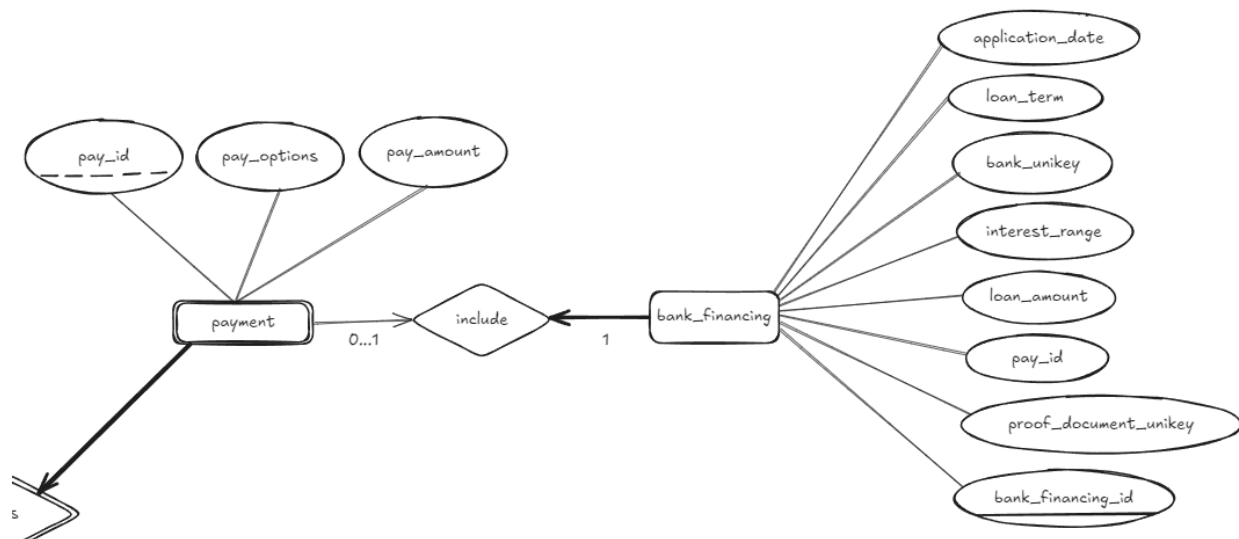 application_date
loan_term
pay_id
pay_options
pay_amount
bank_unikey
interest_range
loan_amount
payment
include
bank_financing
0...1
1
pay_id
proof_document_unikey
bank_financing_id
s